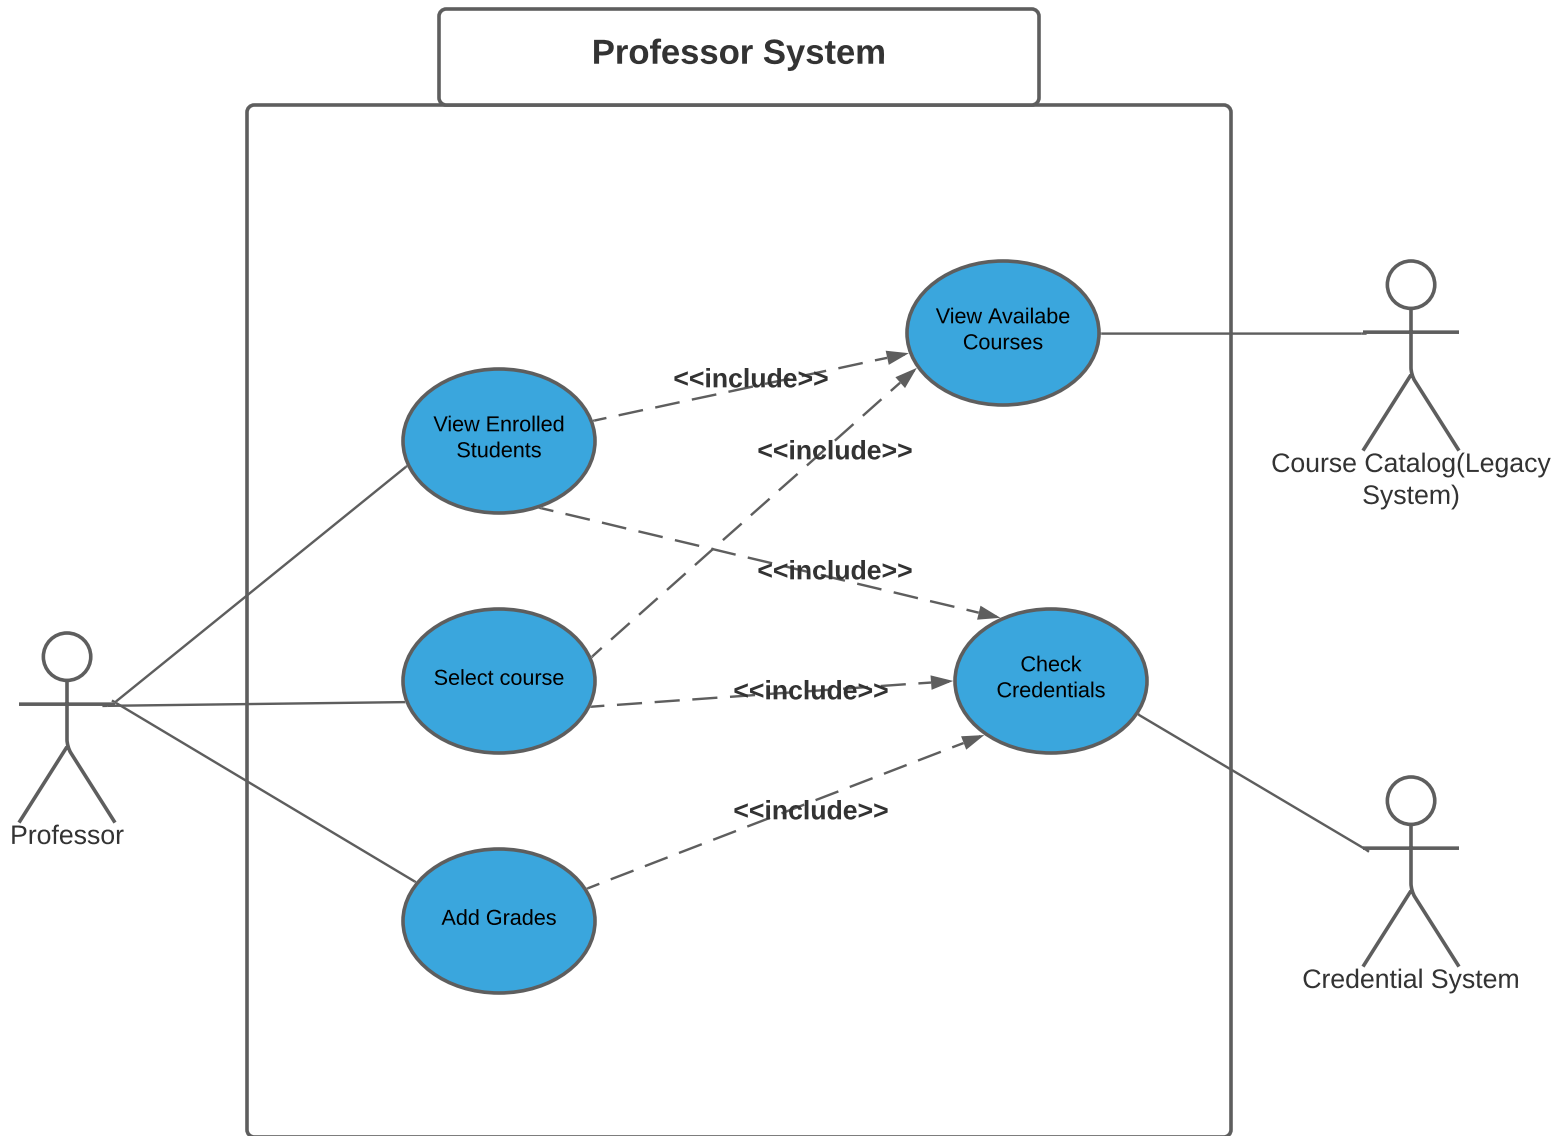 Professor System
View Availabe
Courses
<<include>>
View Enrolled
Students
<<include>>
Course Catalog(Legacy
System)
<<include>>
Check
Credentials
Select course
<<include>>
<<include>>
Professor
Add Grades
Credential System